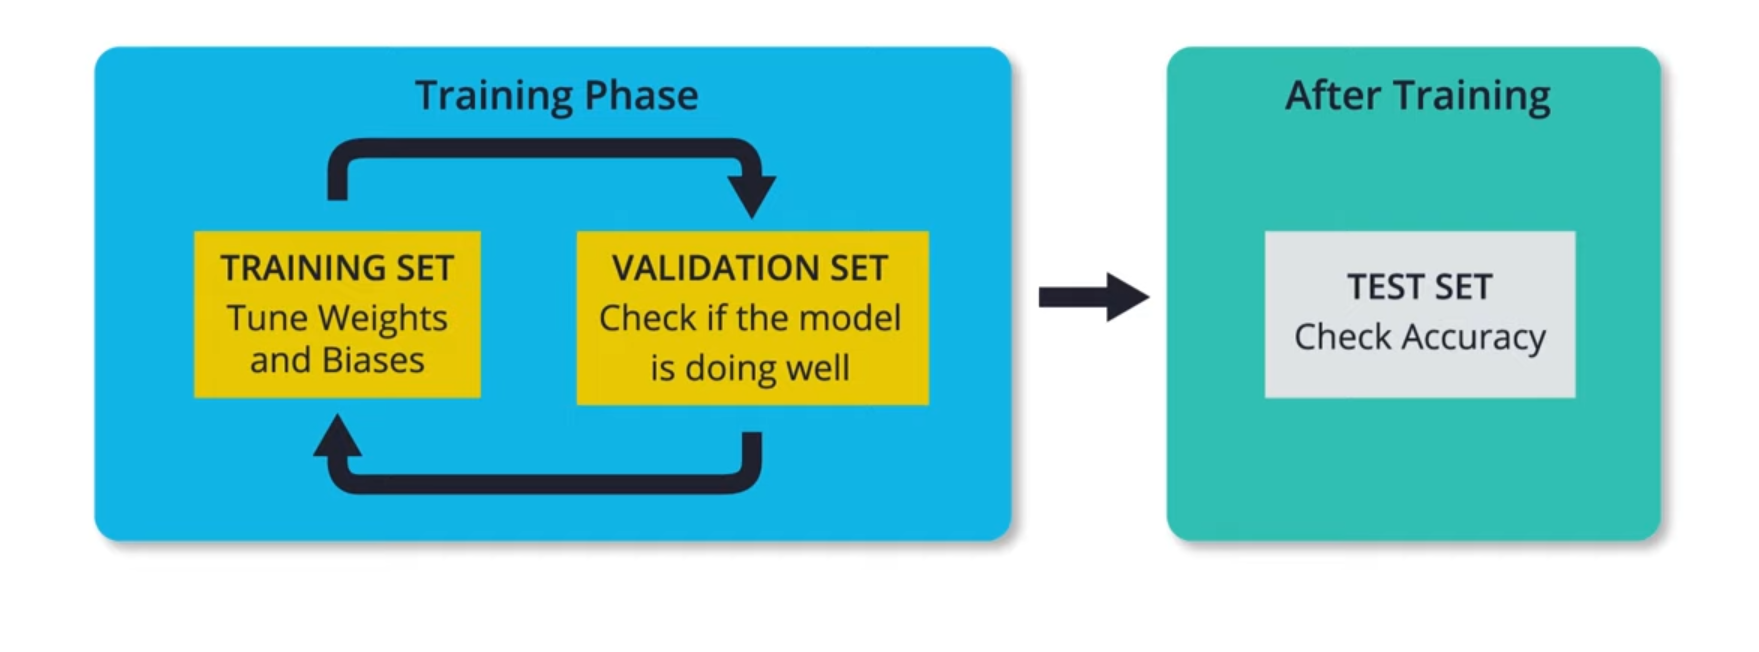 Training Phase
TRAINING SET
Tune Weights
and Biases
VALIDATION SET
Check if the model
is doing well
After Training
TEST SET
Check Accuracy